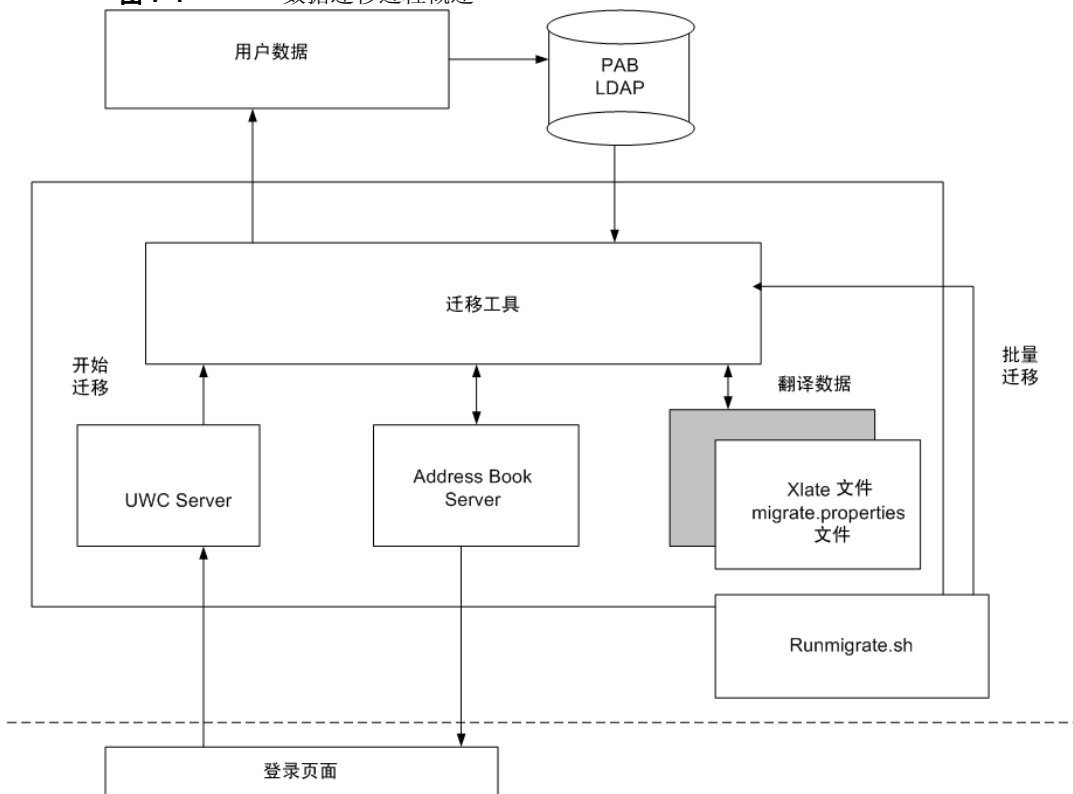 用户数据
PAB
LDAP
迁移工具
开始
迁移
批量
迁移
翻译数据
UWC Server
Address Book
Server
Xlate 文件
migrate.properties
文件
Runmigrate.sh
登录页面